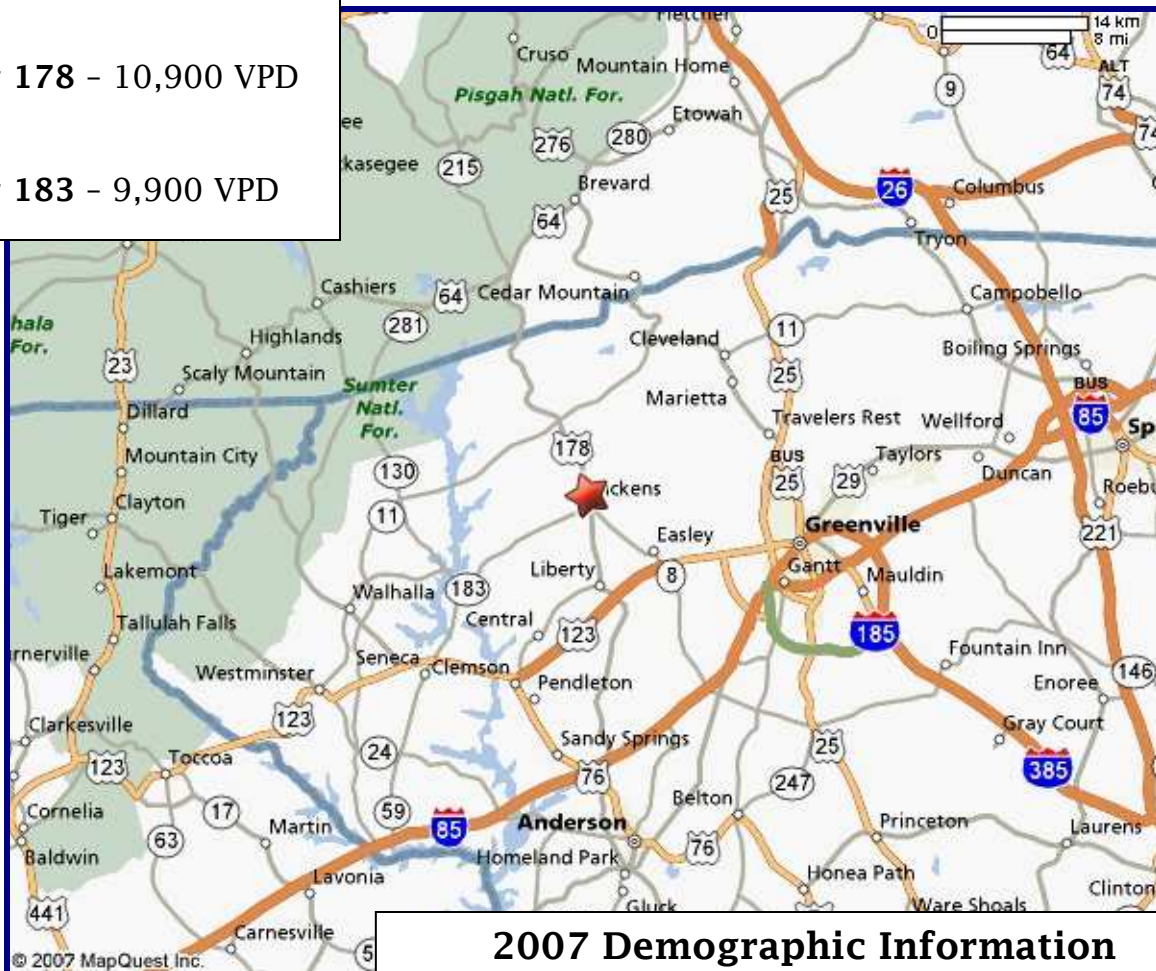 178 – 10,900 VPD
183 – 9,900 VPD
Fletcher
0
14 km
8 mi
Cruso
Mountain Home
64
ALT
74
9
Pisgah Natl. For.
Etowah
276
280
74
215
Brevard
25
26
Columbus
64
Tryon
Cashiers
64
Cedar Mountain
281
Campobello
Highlands
Cleveland
11
Boiling Springs
For.
23
Scaly Mountain
Sumter
Natl.
For.
25
BUS
85
Marietta
Dillard
Travelers Rest
Wellford
178
Mountain City
130
BUS
25
29
Taylors
Duncan
Clayton
11
Tiger
Greenville
221
Easley
Lakemont
Liberty
8
Gantt
Mauldin
Walhalla
183
Tallulah Falls
Central
123
185
Fountain Inn
Seneca
Clemson
Westminster
Pendleton
146
Enoree
123
Clarkesville
Gray Court
Sandy Springs
24
25
Toccoa
123
76
385
247
Belton
Cornelia
17
59
85
Anderson
Princeton
Laurens
63
Martin
76
Baldwin
Homeland Park
Honea Path
Lavonia
Clinton
Gluck
Ware Shoals
441
Carnesville
5
© 2007 MapQuest Inc.
2007 Demographic Information